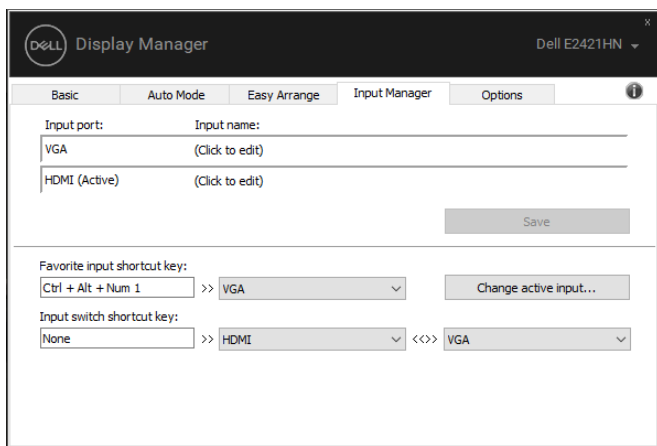 x
DELL Display Manager Dell E2421HN
Basic Auto Mode Easy Arrange Input Manager Options i
Input port: Input name:
VGA (Click to edit)
HDMI (Active) (Click to edit)
Save
Favorite input shortcut key:
Ctrl + Alt + Num 1 >> VGA Change active input...
Input switch shortcut key:
None >> HDMI <<>> VGA